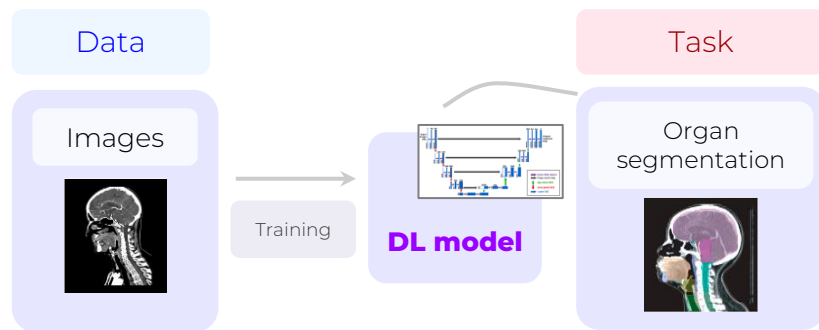 Data
Task
Images
Organ
segmentation
Training
DL model